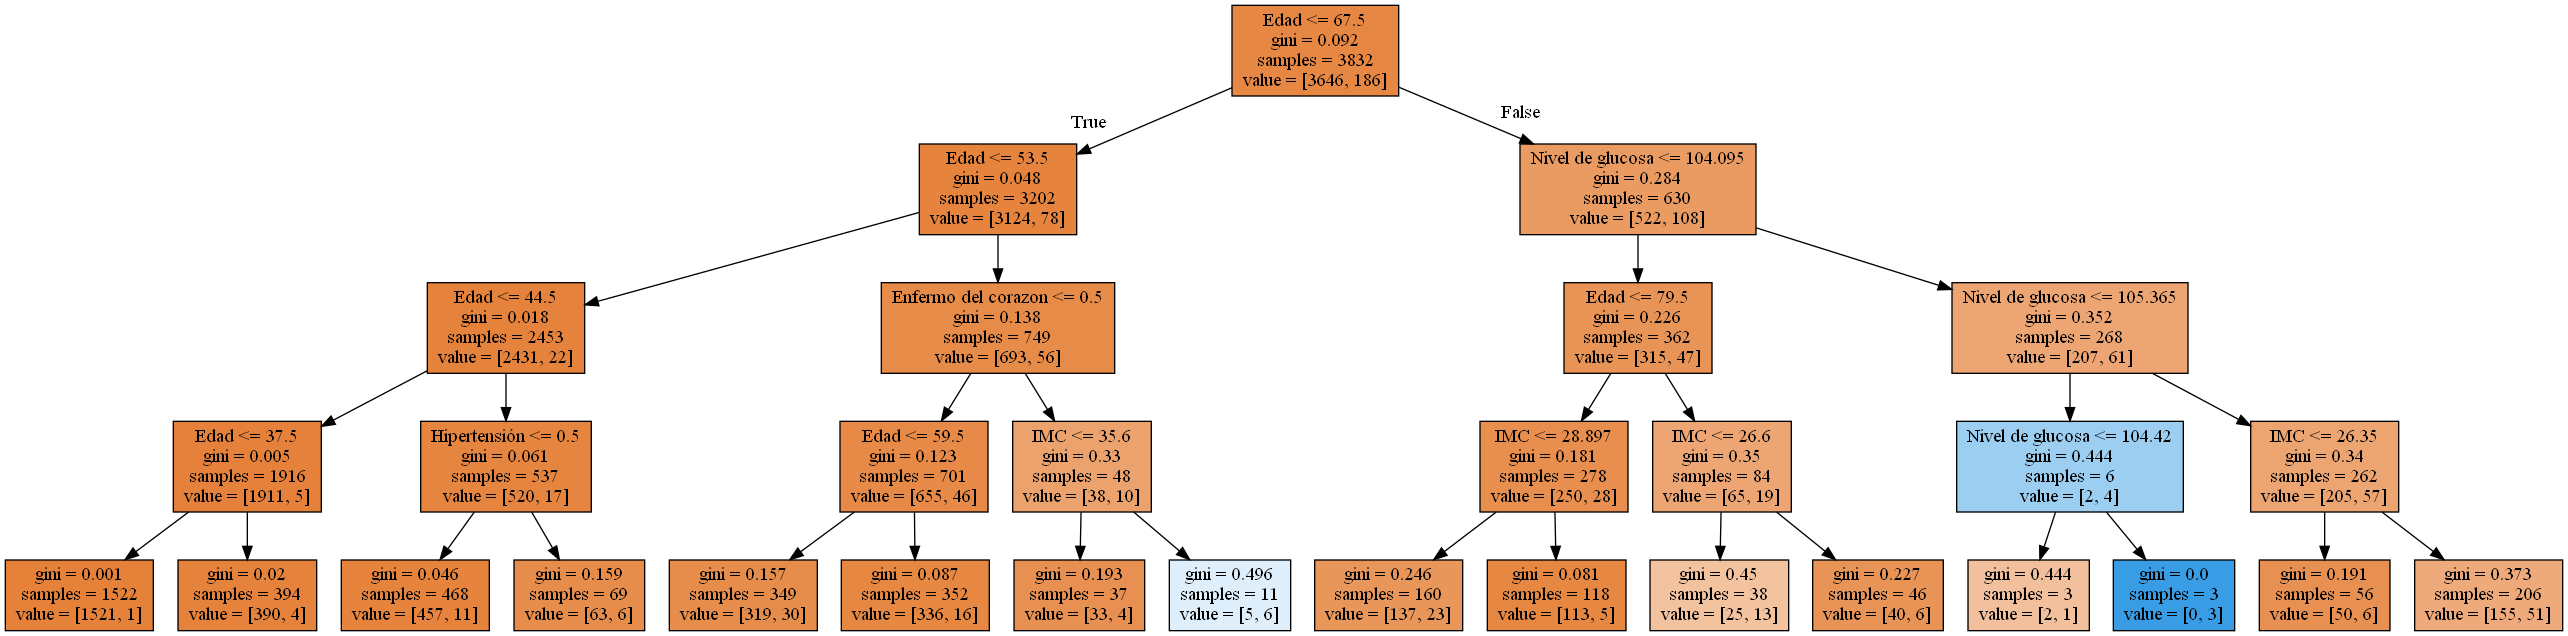 Edad <= 67.5
gini = 0.092
samples = 3832
value = [3646, 186]
True
False
Edad <= 53.5
gini = 0.048
samples = 3202
value = [3124, 78]
Nivel de glucosa <= 104.095
gini = 0.284
samples = 630
value = [522, 108]
Edad <= 44.5
gini = 0.018
samples = 2453
value = [2431, 22]
Enfermo del corazon <= 0.5
gini = 0.138
samples = 749
value = [693, 56]
Edad <= 79.5
gini = 0.226
samples = 362
value = [315, 47]
Nivel de glucosa <= 105.365
gini = 0.352
samples = 268
value = [207, 61]
Edad <= 37.5
gini = 0.005
samples = 1916
value = [1911, 5]
Hipertensión <= 0.5
gini = 0.061
samples = 537
value = [520, 17]
Edad <= 59.5
gini = 0.123
samples = 701
value = [655, 46]
IMC <= 35.6
gini = 0.33
samples = 48
value = [38, 10]
IMC <= 28.897
gini = 0.181
samples = 278
value = [250, 28]
IMC <= 26.6
gini = 0.35
samples = 84
value = [65, 19]
Nivel de glucosa <= 104.42
gini = 0.444
samples = 6
value = [2, 4]
IMC <= 26.35
gini = 0.34
samples = 262
value = [205, 57]
gini = 0.001
samples = 1522
value = [1521, 1]
gini = 0.02
samples = 394
value = [390, 4]
gini = 0.046
samples = 468
value = [457, 11]
gini = 0.159
samples = 69
value = [63, 6]
gini = 0.157
samples = 349
value = [319, 30]
gini = 0.087
samples = 352
value = [336, 16]
gini = 0.193
samples = 37
value = [33, 4]
gini = 0.496
samples = 11
value = [5, 6]
gini = 0.246
samples = 160
value = [137, 23]
gini = 0.081
samples = 118
value = [113, 5]
gini = 0.45
samples = 38
value = [25, 13]
gini = 0.227
samples = 46
value = [40, 6]
gini = 0.444
samples = 3
value = [2, 1]
gini = 0.0
samples = 3
value = [0, 3]
gini = 0.191
samples = 56
value = [50, 6]
gini = 0.373
samples = 206
value = [155, 51]